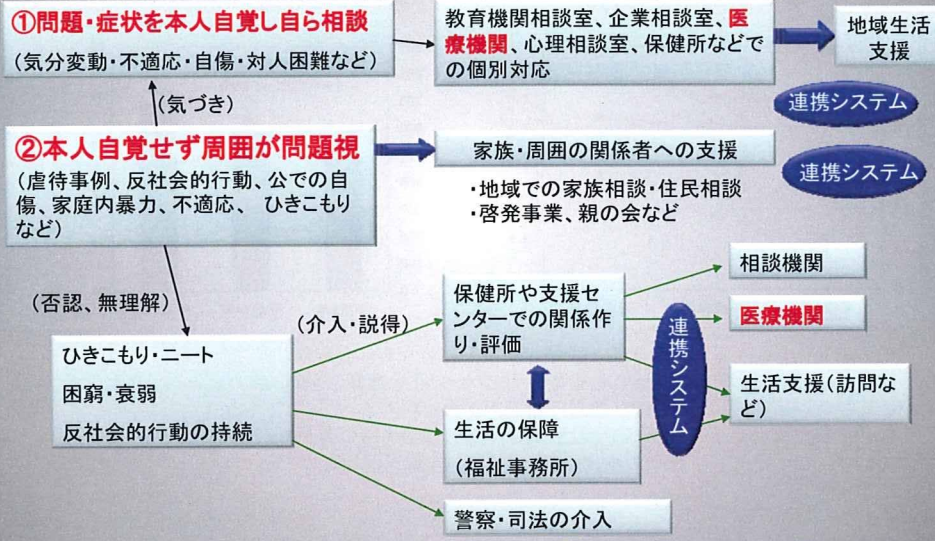 ①問題・症状を本人自覚し自ら相談
(気分変動・不適応・自傷・対人困難など)
教育機関相談室、企業相談室、医
療機関、心理相談室、保健所などで
の個別対応
地域生活
支援
(気づき)
連携システム
②本人自覚せず周囲が問題視
(虐待事例、反社会的行動、公での自
傷、家庭内暴力、不適応、 ひきこもり
など)
家族・周囲の関係者への支援
連携システム
・地域での家族相談・住民相談
・啓発事業、親の会など
(否認、無理解)
ひきこもり・ニート
困窮・衰弱
反社会的行動の持続
(介入・説得)
保健所や支援セ
ンターでの関係作
り・評価
生活の保障
(福祉事務所)
警察・司法の介入
連携システム
相談機関
医療機関
生活支援(訪問な
ど)